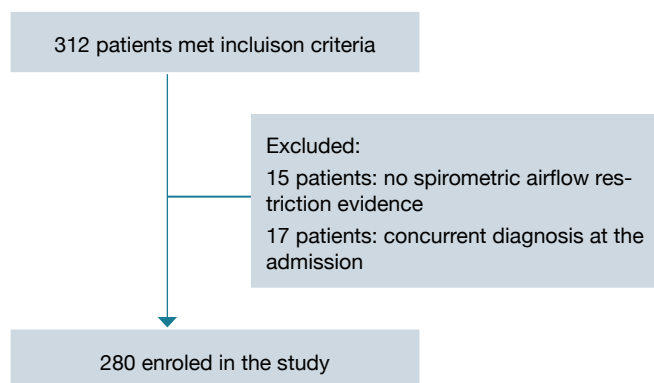 312 patients met incluison criteria
Excluded:
15 patients: no spirometric airflow res-
triction evidence
17 patients: concurrent diagnosis at the
admission
280 enroled in the study